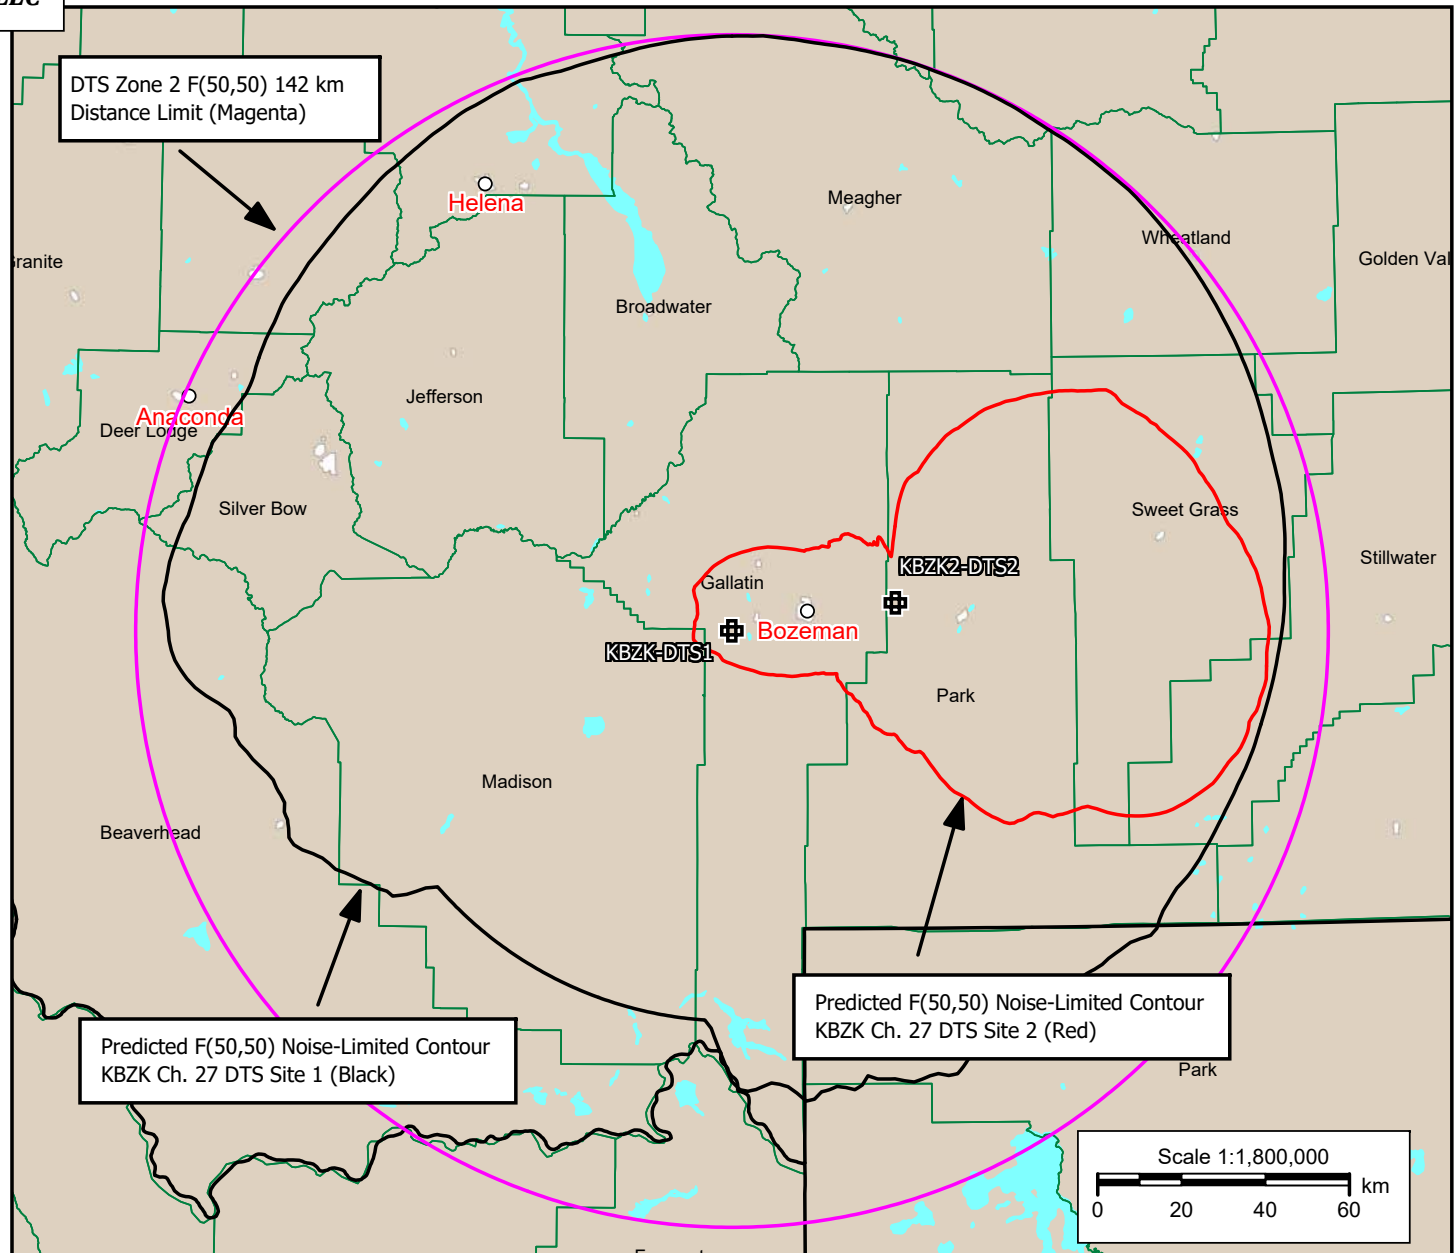 DTS Zone 2 F(50,50) 142 km
Distance Limit (Magenta)
Helena
Meagher
Wheatland
Golden Val
Broadwater
Anaconda
Deer Lodge
Jefferson
Silver Bow
Sweet Grass
Stillwater
KBZK2-DTS2
Gallatin
Bozeman
KBZK-DTS1
Park
Madison
Beaverhead
Predicted F(50,50) Noise-Limited Contour
KBZK Ch. 27 DTS Site 2 (Red)
Predicted F(50,50) Noise-Limited Contour
KBZK Ch. 27 DTS Site 1 (Black)
Park
Scale 1:1,800,000
km
0 20 40 60